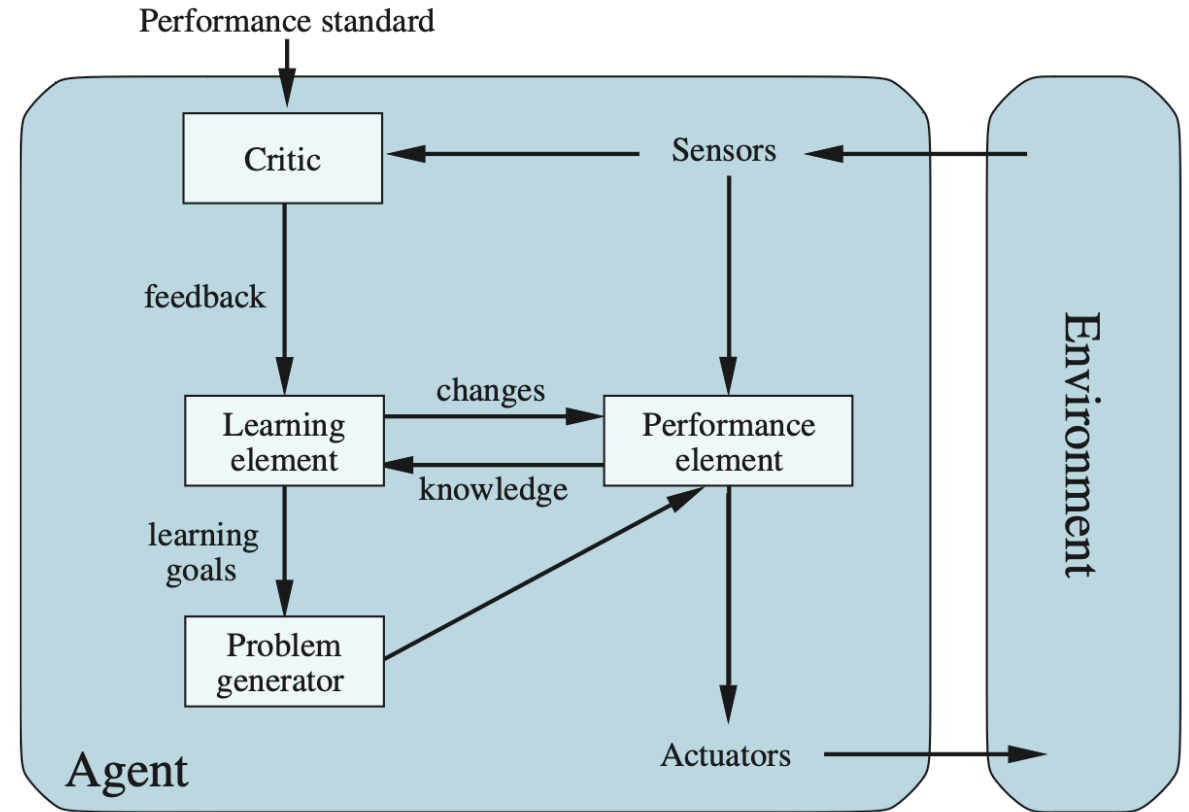 Performance standard
Critic
Sensors
feedback
changes
Learning
element
Performance
element
knowledge
learning
goals
Problem
generator
Actuators
Agent
Environment